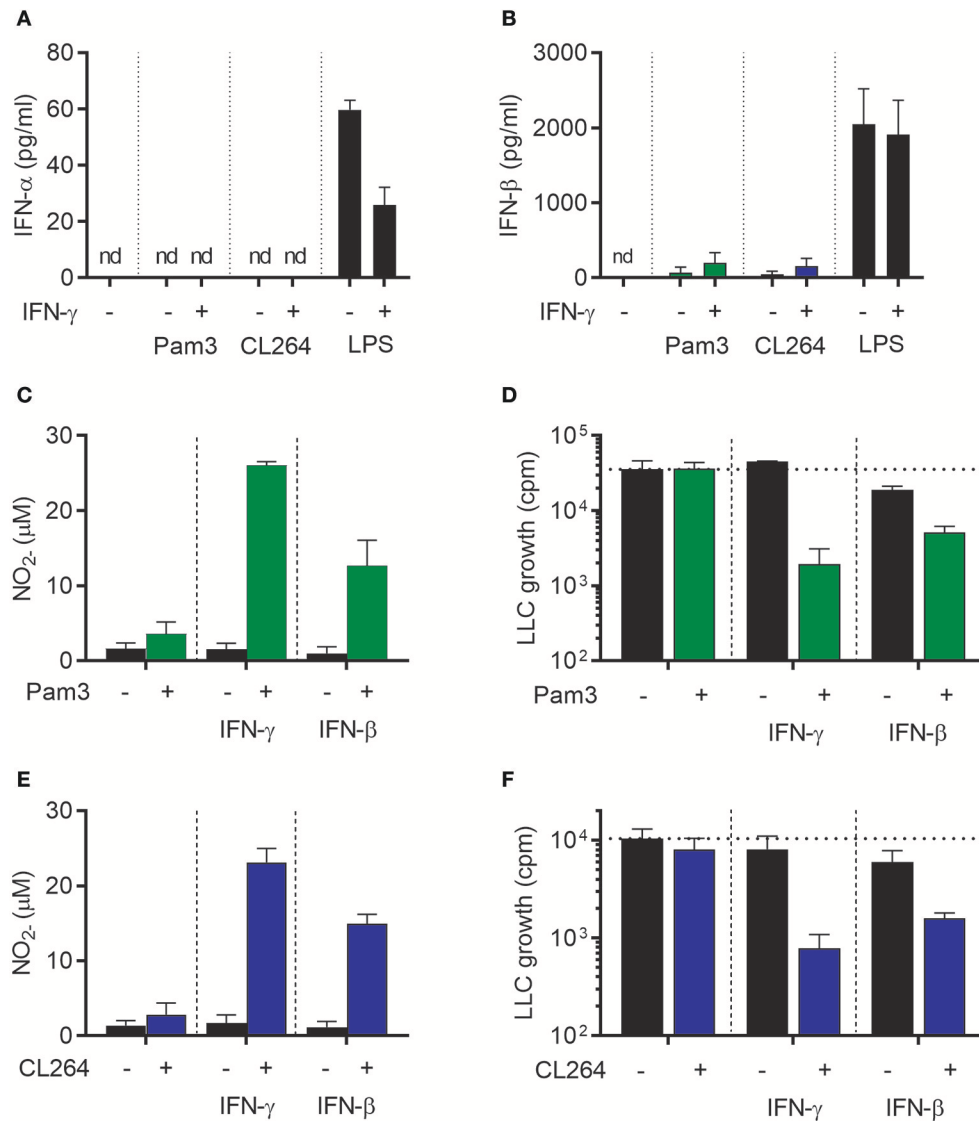 A
IFN-α (pg/ml)
80
60
40
20
0
nd nd nd nd nd
IFN-γ - - + - + - +
Pam3 CL264 LPS
B
IFN-β (pg/ml)
3000
2000
1000
0
nd
IFN-γ - - + - + - +
Pam3 CL264 LPS
C
NO2- (μM)
30
20
10
0
Pam3 - + - + - +
IFN-γ IFN-β
D
LLC growth (cpm)
10^5
10^4
10^3
10^2
Pam3 - + - + - +
IFN-γ IFN-β
E
NO2- (μM)
30
20
10
0
CL264 - + - + - +
IFN-γ IFN-β
F
LLC growth (cpm)
10^4
10^3
10^2
CL264 - + - + - +
IFN-γ IFN-β